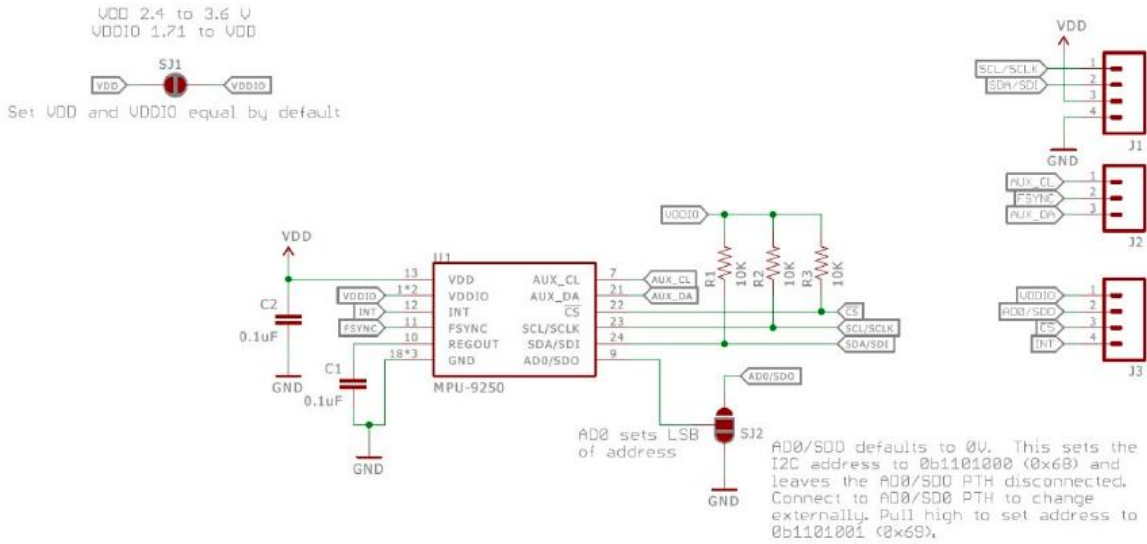 VDD 2.4 to 3.6 V
VDDIO 1.71 to VDD
SJ1
VDD
VDDIO
Set VDD and VDDIO equal by default
VDD
SCL/SCLK
1
SDA/SDI
2
3
4
GND
J1
AUX_CL
1
FSYNC
2
AUX_DA
3
J2
VDDIO
1
AD0/SDO
2
CS
3
INT
4
J3
VDDIO
R1
10K
R2
10K
R3
10K
VDD
C2
0.1uF
GND
C1
0.1uF
GND
U1
VDDIO
INT
FSYNC
13
1*2
12
11
10
18*3
VDD
VDDIO
INT
FSYNC
REGOUT
GND
AUX_CL
AUX_DA
CS
SCL/SCLK
SDA/SDI
AD0/SDO
7
21
22
23
24
9
AUX_CL
AUX_DA
CS
SCL/SCLK
SDA/SDI
MPU-9250
AD0/SDO
AD0 sets LSB
of address
SJ2
GND
AD0/SDO defaults to 0V. This sets the
I2C address to 0b1101000 (0x68) and
leaves the AD0/SDO PTH disconnected.
Connect to AD0/SD0 PTH to change
externally. Pull high to set address to
0b1101001 (0x69).